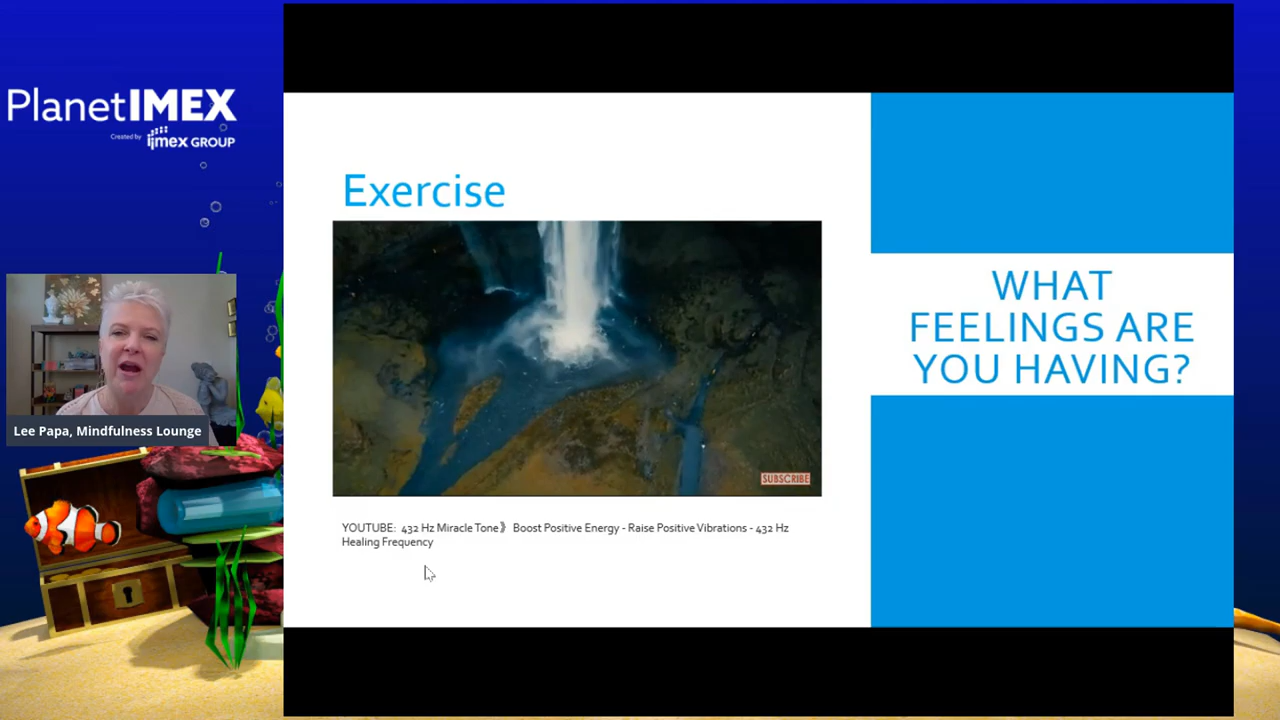 PlanetIMEX
Created by imex GROUP
Lee Papa, Mindfulness Lounge
Exercise
SUBSCRIBE
YOUTUBE: 432 Hz Miracle Tone》 Boost Positive Energy - Raise Positive Vibrations - 432 Hz
Healing Frequency
WHAT
FEELINGS ARE
YOU HAVING?